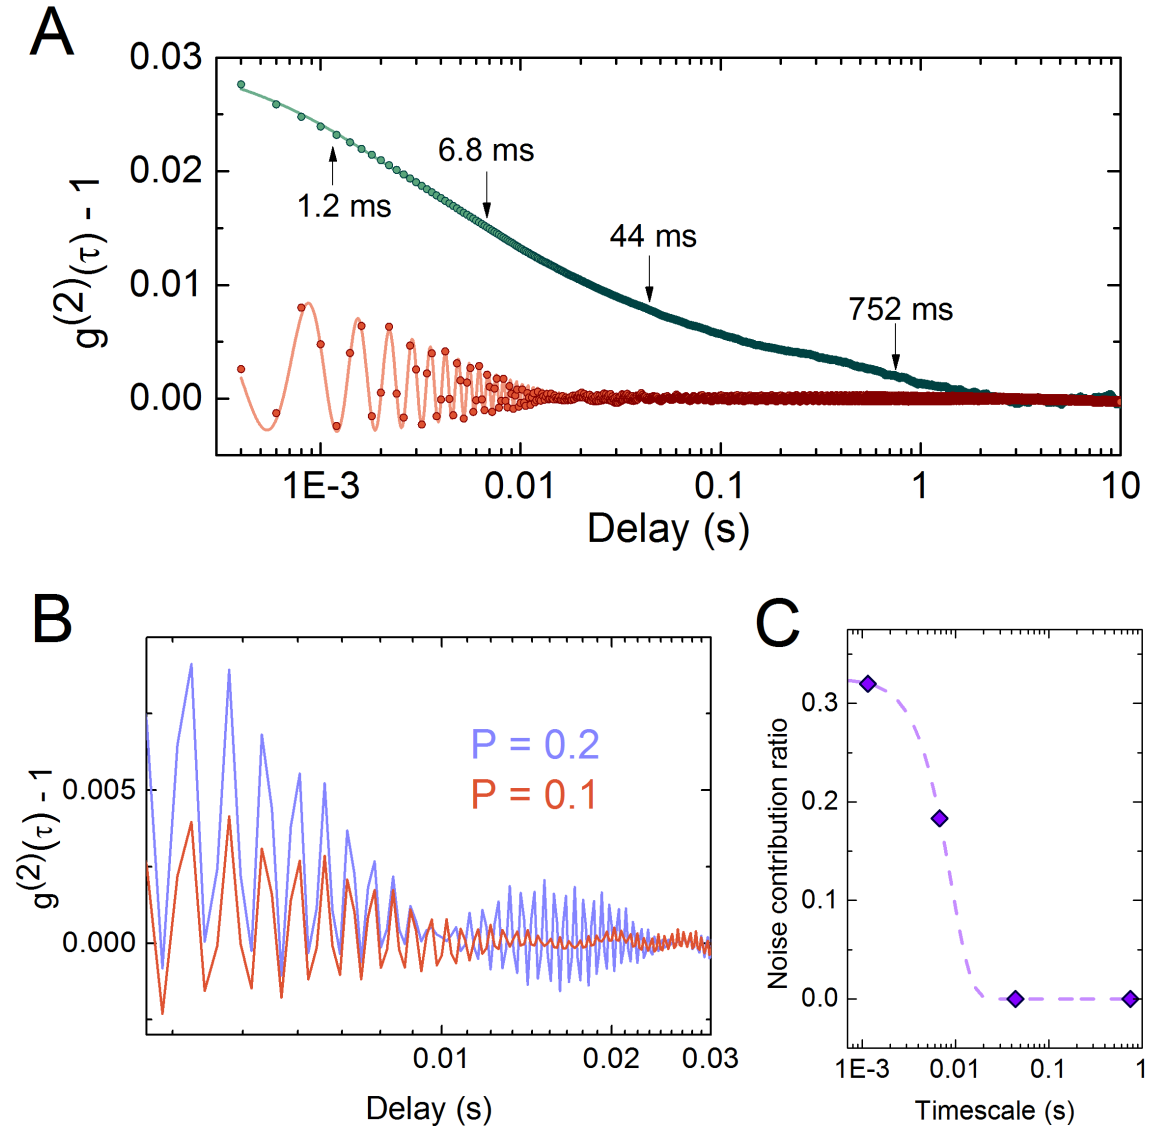 A
0.03
0.02
0.01
0.00
g(2)(τ) - 1
1.2 ms
6.8 ms
44 ms
752 ms
1E-3
0.01
0.1
1
10
Delay (s)
B
0.005
0.000
g(2)(τ) - 1
P = 0.2
P = 0.1
0.01
0.02
0.03
Delay (s)
C
0.3
0.2
0.1
0.0
Noise contribution ratio
1E-3
0.01
0.1
1
Timescale (s)